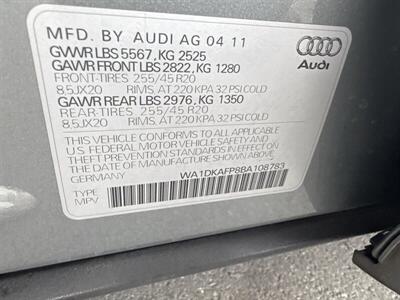 MFD. BY AUDI AG 04 11
GVWR LBS 5567, KG 2525
GAWR FRONT LBS 2822, KG 1280
FRONT-TIRES 255/45 R20
8,5JX20 RIMS, AT 220 KPA 32 PSI COLD
GAWR REAR LBS 2976, KG 1350
REAR-TIRES 255/45 R20
8,5JX20 RIMS, AT 220 KPA 32 PSI COLD
THIS VEHICLE CONFORMS TO ALL APPLICABLE
U.S. FEDERAL MOTOR VEHICLE SAFETY
THEFT PREVENTION STANDARDS IN EFFECT ON
THE DATE OF MANUFACTURE SHOWN ABOVE.
GERMANY
WA1DKAFP8BA108783
TYPE:
MPV
Audi